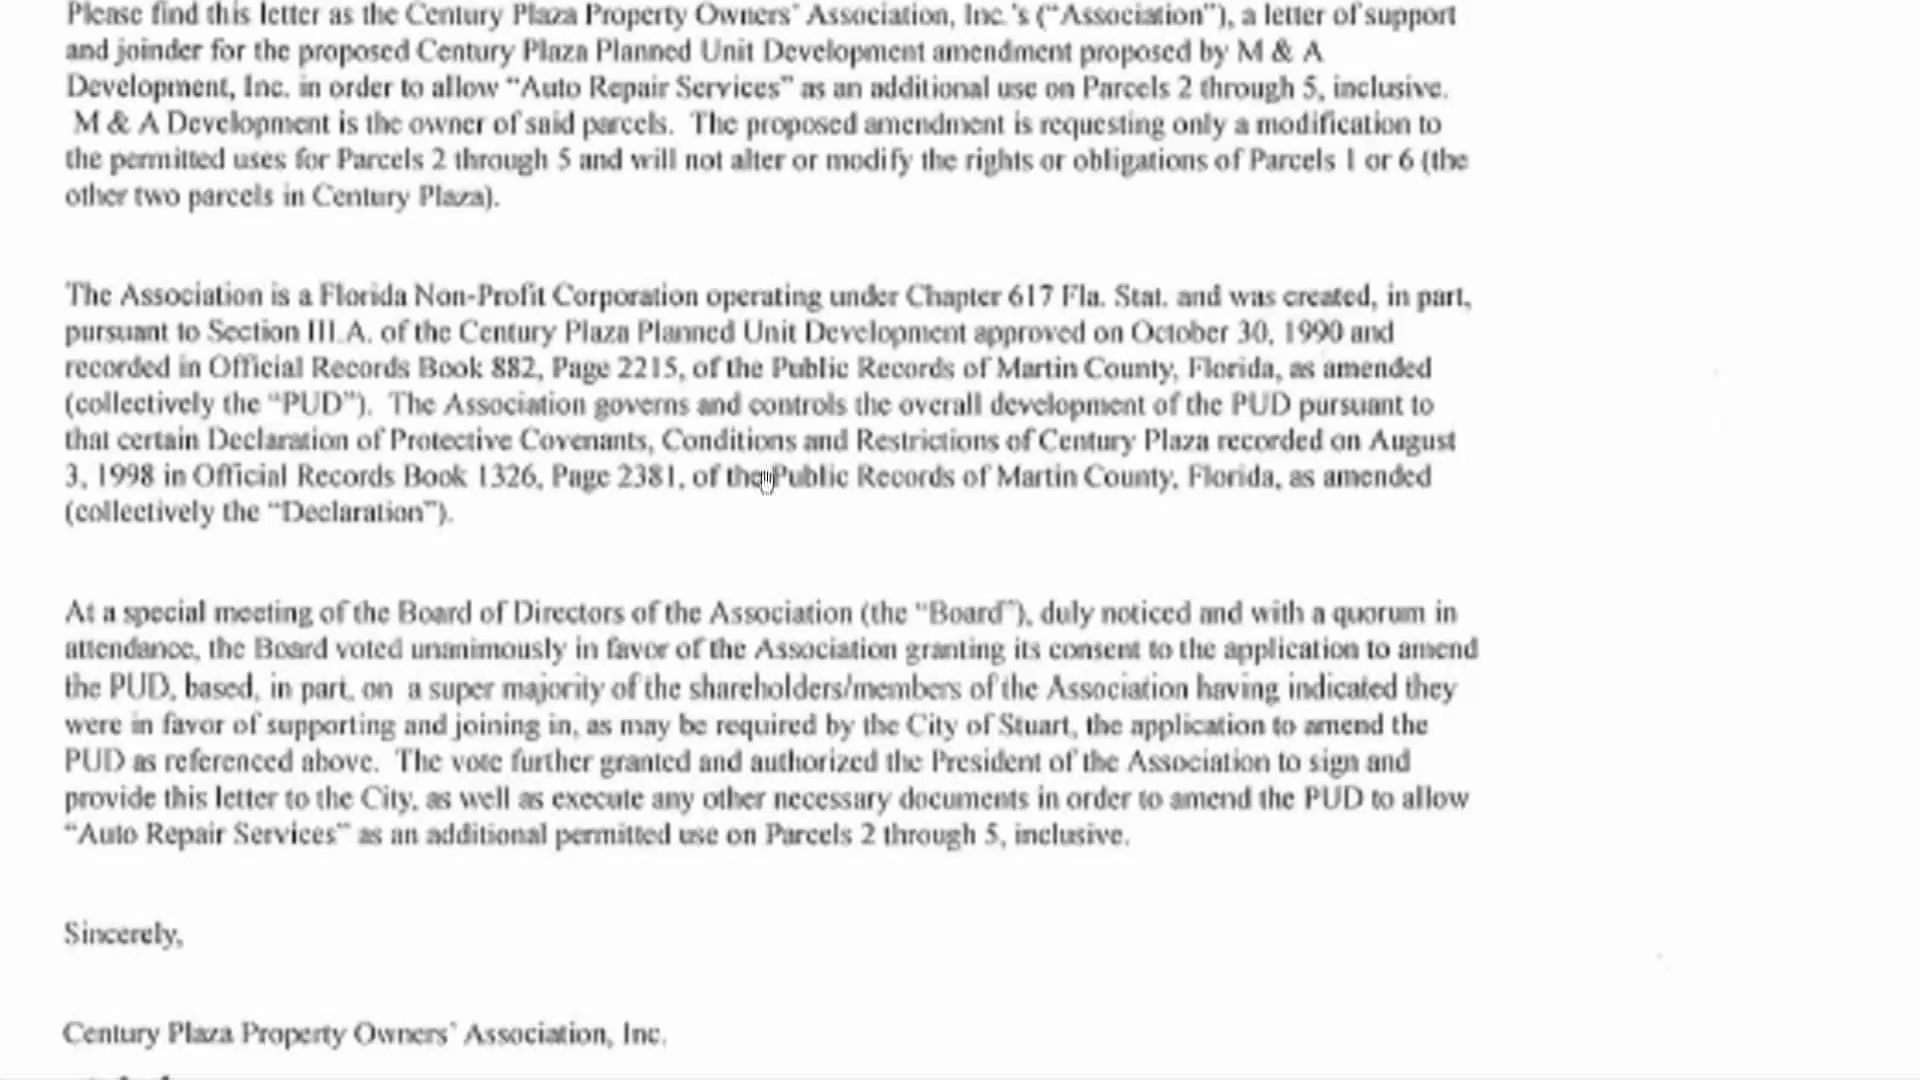 Please find this letter as the Century Plaza Property Owners' Association, Inc.'s ("Association"), a letter of support
and joinder for the proposed Century Plaza Planned Unit Development amendment proposed by M & A
Development, Inc. in order to allow "Auto Repair Services" as an additional use on Parcels 2 through 5, inclusive.
M & A Development is the owner of said parcels. The proposed amendment is requesting only a modification to
the permitted uses for Parcels 2 through 5 and will not alter or modify the rights or obligations of Parcels 1 or 6 (the
other two parcels in Century Plaza).
The Association is a Florida Non-Profit Corporation operating under Chapter 617 Fla. Stat. and was created, in part,
pursuant to Section III.A. of the Century Plaza Planned Unit Development approved on October 30, 1990 and
recorded in Official Records Book 882, Page 2215, of the Public Records of Martin County, Florida, as amended
(collectively the "PUD"). The Association governs and controls the overall development of the PUD pursuant to
that certain Declaration of Protective Covenants, Conditions and Restrictions of Century Plaza recorded on August
3, 1998 in Official Records Book 1326, Page 2381, of the Public Records of Martin County, Florida, as amended
(collectively the "Declaration").
At a special meeting of the Board of Directors of the Association (the "Board"), duly noticed and with a quorum in
attendance, the Board voted unanimously in favor of the Association granting its consent to the application to amend
the PUD, based, in part, on a super majority of the shareholders/members of the Association having indicated they
were in favor of supporting and joining in, as may be required by the City of Stuart, the application to amend the
PUD as referenced above. The vote further granted and authorized the President of the Association to sign and
provide this letter to the City, as well as execute any other necessary documents in order to amend the PUD to allow
"Auto Repair Services" as an additional permitted use on Parcels 2 through 5, inclusive.
Sincerely,
Century Plaza Property Owners' Association, Inc.